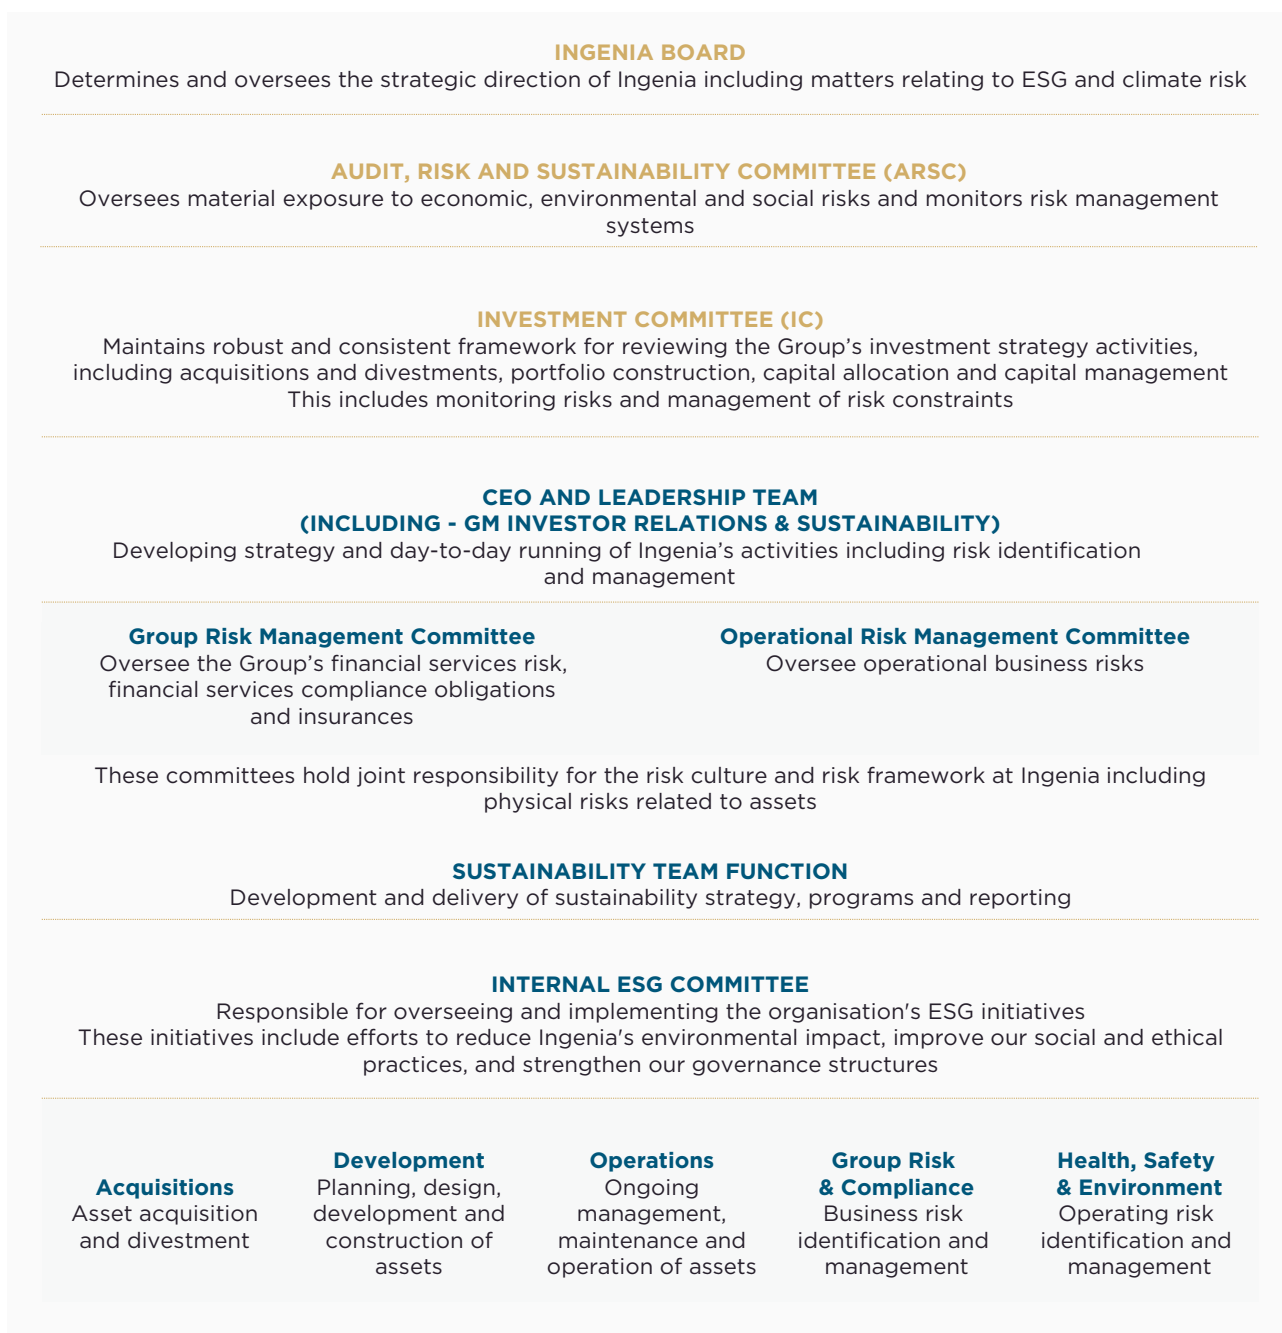 INGENIA BOARD
Determines and oversees the strategic direction of Ingenia including matters relating to ESG and climate risk
AUDIT, RISK AND SUSTAINABILITY COMMITTEE (ARSC)
Oversees material exposure to economic, environmental and social risks and monitors risk management
systems
INVESTMENT COMMITTEE (IC)
Maintains robust and consistent framework for reviewing the Group’s investment strategy activities,
including acquisitions and divestments, portfolio construction, capital allocation and capital management
This includes monitoring risks and management of risk constraints
CEO AND LEADERSHIP TEAM
(INCLUDING - GM INVESTOR RELATIONS & SUSTAINABILITY)
Developing strategy and day-to-day running of Ingenia’s activities including risk identification
and management
Group Risk Management Committee
Oversee the Group’s financial services risk,
financial services compliance obligations
and insurances
Operational Risk Management Committee
Oversee operational business risks
These committees hold joint responsibility for the risk culture and risk framework at Ingenia including
physical risks related to assets
SUSTAINABILITY TEAM FUNCTION
Development and delivery of sustainability strategy, programs and reporting
INTERNAL ESG COMMITTEE
Responsible for overseeing and implementing the organisation's ESG initiatives
These initiatives include efforts to reduce Ingenia's environmental impact, improve our social and ethical
practices, and strengthen our governance structures
Acquisitions
Asset acquisition
and divestment
Development
Planning, design,
development and
construction of
assets
Operations
Ongoing
management,
maintenance and
operation of assets
Group Risk
& Compliance
Business risk
identification and
management
Health, Safety
& Environment
Operating risk
identification and
management